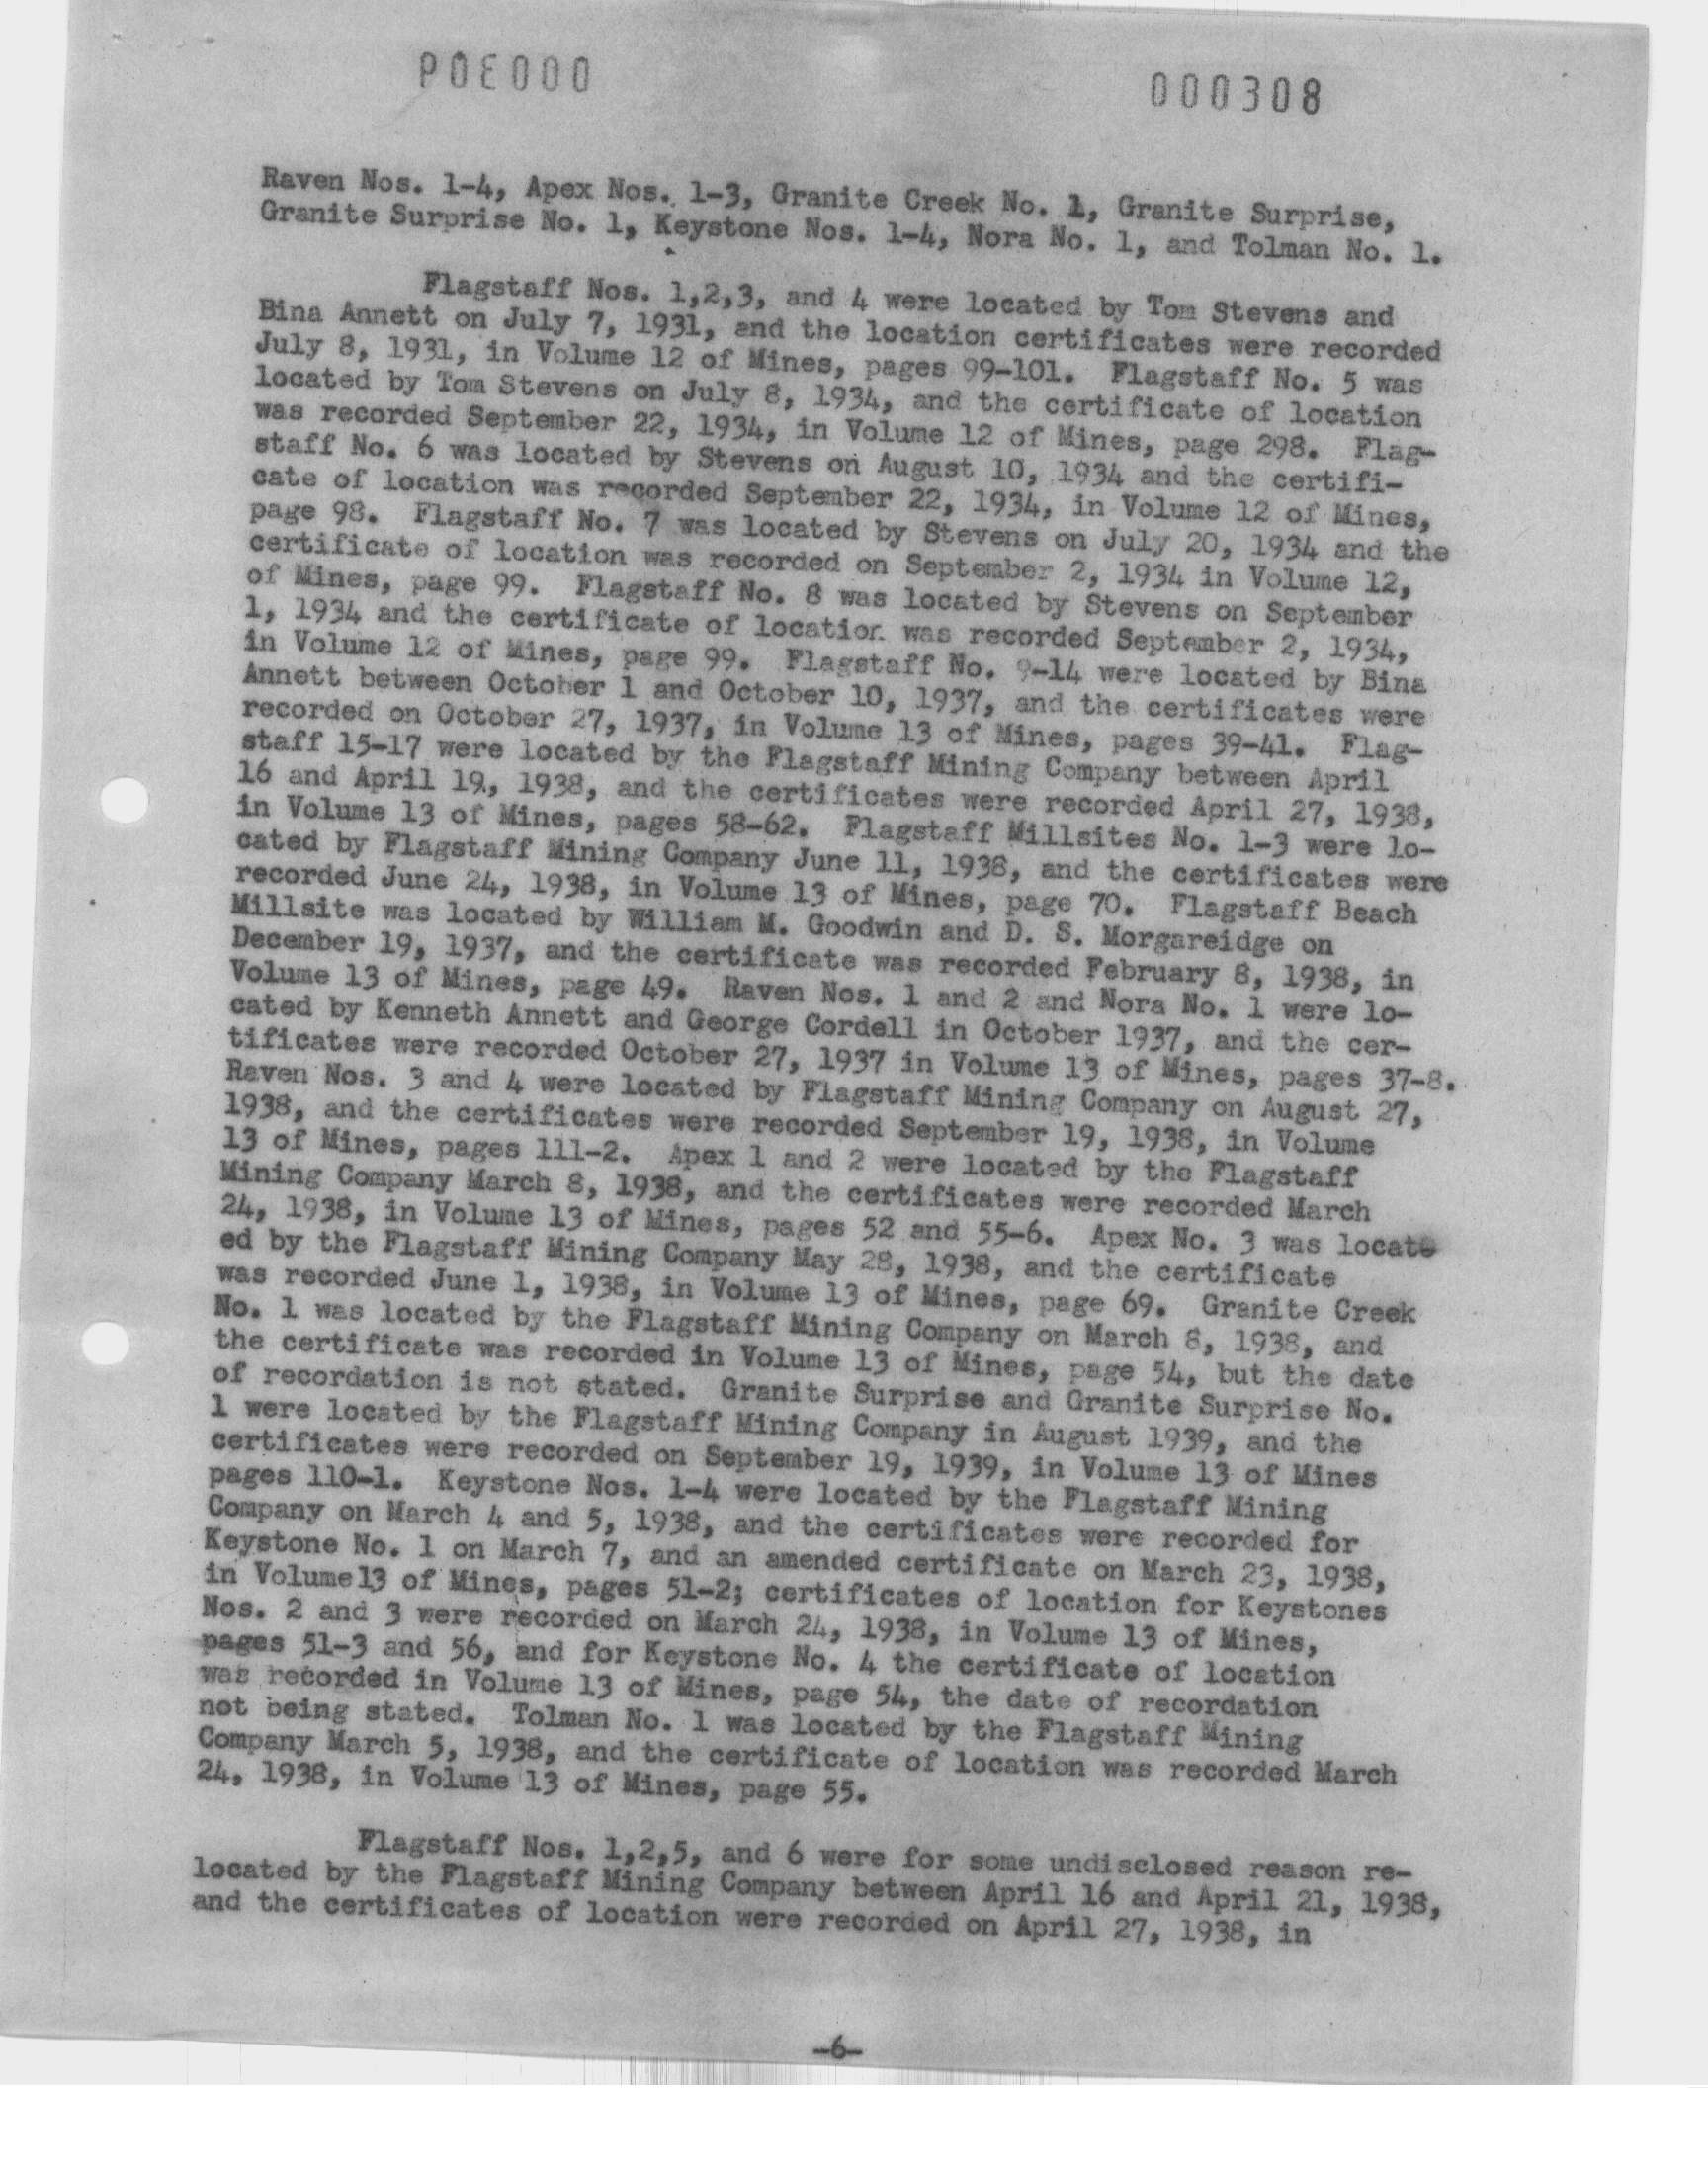 P0E000 000308
Raven Nos. 1-4, Apex Nos. 1-3, Granite Creek No. 1, Granite Surprise,
Granite Surprise No. 1, Keystone Nos. 1-4, Nora No. 1, and Tolman No. 1.
Flagstaff Nos. 1,2,3, and 4 were located by Tom Stevens and
Bina Annett on July 7, 1931, and the location certificates were recorded
July 8, 1931, in Volume 12 of Mines, pages 99-101. Flagstaff No. 5 was
located by Tom Stevens on July 8, 1934, and the certificate of location
was recorded September 22, 1934, in Volume 12 of Mines, page 298. Flag-
staff No. 6 was located by Stevens on August 10, 1934 and the certifi-
cate of location was recorded September 22, 1934, in Volume 12 of Mines,
page 98. Flagstaff No. 7 was located by Stevens on July 20, 1934 and the
certificate of location was recorded on September 2, 1934 in Volume 12,
of Mines, page 99. Flagstaff No. 8 was located by Stevens on September
1, 1934 and the certificate of location was recorded September 2, 1934,
in Volume 12 of Mines, page 99. Flagstaff No. 9-14 were located by Bina
Annett between October 1 and October 10, 1937, and the certificates were
recorded on October 27, 1937, in Volume 13 of Mines, pages 39-41. Flag-
staff 15-17 were located by the Flagstaff Mining Company between April
16 and April 19, 1938, and the certificates were recorded April 27, 1938,
in Volume 13 of Mines, pages 58-62. Flagstaff Millsites No. 1-3 were lo-
cated by Flagstaff Mining Company June 11, 1938, and the certificates were
recorded June 24, 1938, in Volume 13 of Mines, page 70. Flagstaff Beach
Millsite was located by William M. Goodwin and D. S. Morgareidge on
December 19, 1937, and the certificate was recorded February 8, 1938, in
Volume 13 of Mines, page 49. Raven Nos. 1 and 2 and Nora No. 1 were lo-
cated by Kenneth Annett and George Cordell in October 1937, and the cer-
tificates were recorded October 27, 1937 in Volume 13 of Mines, pages 37-8.
Raven Nos. 3 and 4 were located by Flagstaff Mining Company on August 27,
1938, and the certificates were recorded September 19, 1938, in Volume
13 of Mines, pages 111-2. Apex 1 and 2 were located by the Flagstaff
Mining Company March 8, 1938, and the certificates were recorded March
24, 1938, in Volume 13 of Mines, pages 52 and 55-6. Apex No. 3 was locate
ed by the Flagstaff Mining Company May 28, 1938, and the certificate
was recorded June 1, 1938, in Volume 13 of Mines, page 69. Granite Creek
No. 1 was located by the Flagstaff Mining Company on March 8, 1938, and
the certificate was recorded in Volume 13 of Mines, page 54, but the date
of recordation is not stated. Granite Surprise and Granite Surprise No.
1 were located by the Flagstaff Mining Company in August 1939, and the
certificates were recorded on September 19, 1939, in Volume 13 of Mines
pages 110-1. Keystone Nos. 1-4 were located by the Flagstaff Mining
Company on March 4 and 5, 1938, and the certificates were recorded for
Keystone No. 1 on March 7, and an amended certificate on March 23, 1938,
in Volume13 of Mines, pages 51-2; certificates of location for Keystones
Nos. 2 and 3 were recorded on March 24, 1938, in Volume 13 of Mines,
pages 51-3 and 56, and for Keystone No. 4 the certificate of location
was recorded in Volume 13 of Mines, page 54, the date of recordation
not being stated. Tolman No. 1 was located by the Flagstaff Mining
Company March 5, 1938, and the certificate of location was recorded March
24, 1938, in Volume 13 of Mines, page 55.
Flagstaff Nos. 1,2,5, and 6 were for some undisclosed reason re-
located by the Flagstaff Mining Company between April 16 and April 21, 1938,
and the certificates of location were recorded on April 27, 1938, in
-6-